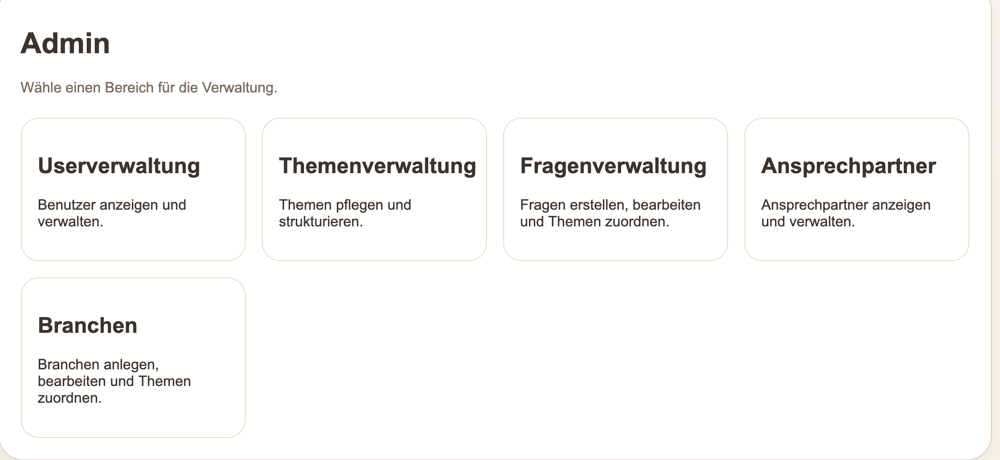 Admin
Wähle einen Bereich für die Verwaltung.
Userverwaltung
Benutzer anzeigen und
verwalten.
Themenverwaltung
Themen pflegen und
strukturieren.
Fragenverwaltung
Fragen erstellen, bearbeiten
und Themen zuordnen.
Ansprechpartner
Ansprechpartner anzeigen
und verwalten.
Branchen
Branchen anlegen,
bearbeiten und Themen
zuordnen.